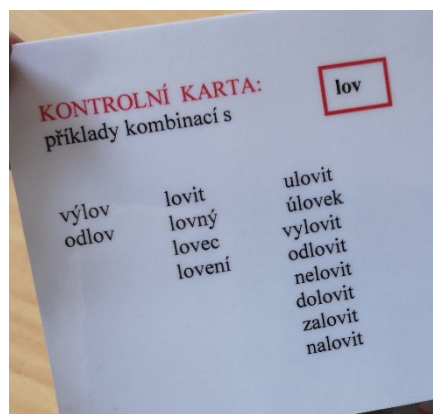 KONTROLNÍ KARTA:
příklady kombinací s
lov
výlov
odlov
lovit
lovný
lovec
lovení
ulovit
úlovek
vylovit
odlovit
nelovit
dolovit
zalovit
nalovit